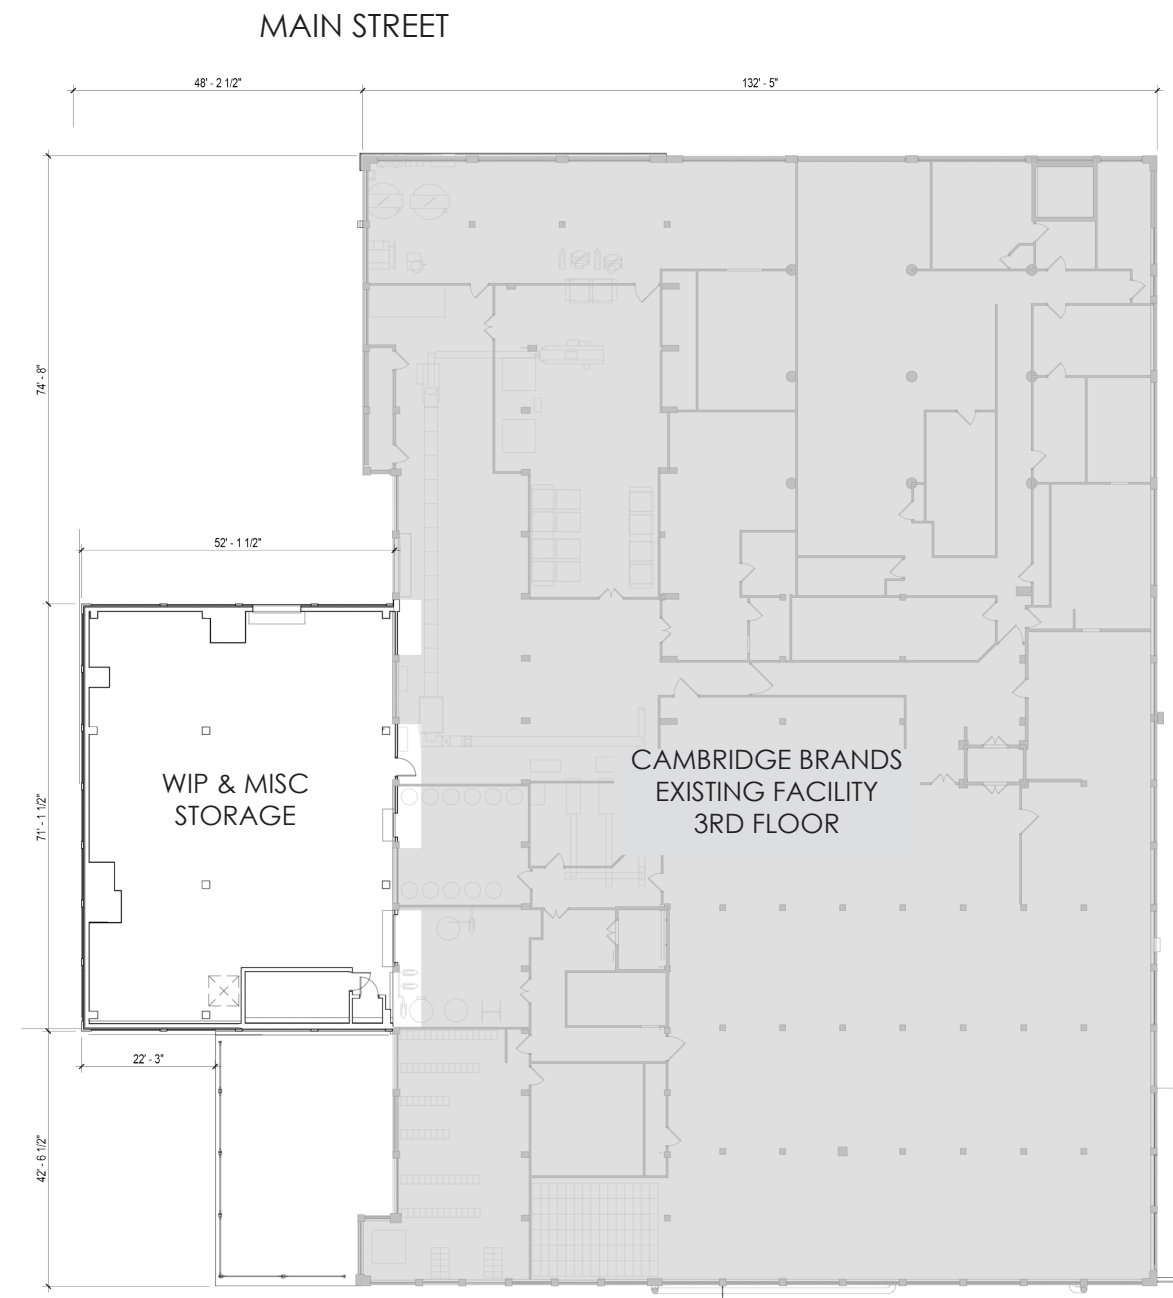 MAIN STREET
48' - 2 1/2"
132' - 5"
74' - 8"
52' - 1 1/2"
WIP & MISC
STORAGE
CAMBRIDGE BRANDS
EXISTING FACILITY
3RD FLOOR
71' - 1 1/2"
22' - 3"
42' - 6 1/2"